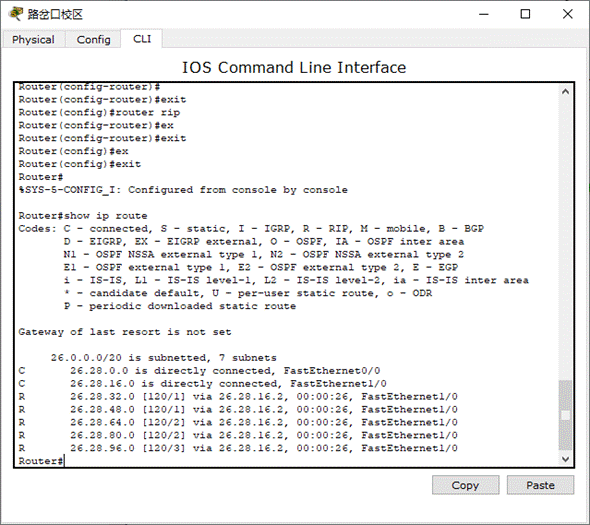 路岔口校区
Physical Config CLI
IOS Command Line Interface
Router(config-router)#
Router(config-router)#exit
Router(config)#router rip
Router(config-router)#ex
Router(config-router)#exit
Router(config)#ex
Router(config)#exit
Router#
%SYS-5-CONFIG_I: Configured from console by console
Router#show ip route
Codes: C - connected, S - static, I - IGRP, R - RIP, M - mobile, B - BGP
D - EIGRP, EX - EIGRP external, O - OSPF, IA - OSPF inter area
N1 - OSPF NSSA external type 1, N2 - OSPF NSSA external type 2
E1 - OSPF external type 1, E2 - OSPF external type 2, E - EGP
i - IS-IS, L1 - IS-IS level-1, L2 - IS-IS level-2, ia - IS-IS inter area
* - candidate default, U - per-user static route, o - ODR
P - periodic downloaded static route
Gateway of last resort is not set
26.0.0.0/20 is subnetted, 7 subnets
C 26.28.0.0 is directly connected, FastEthernet0/0
C 26.28.16.0 is directly connected, FastEthernet1/0
R 26.28.32.0 [120/1] via 26.28.16.2, 00:00:26, FastEthernet1/0
R 26.28.48.0 [120/1] via 26.28.16.2, 00:00:26, FastEthernet1/0
R 26.28.64.0 [120/2] via 26.28.16.2, 00:00:26, FastEthernet1/0
R 26.28.80.0 [120/2] via 26.28.16.2, 00:00:26, FastEthernet1/0
R 26.28.96.0 [120/3] via 26.28.16.2, 00:00:26, FastEthernet1/0
Router#
Copy Paste